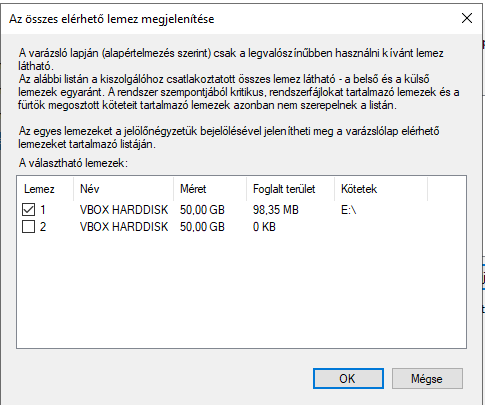 Az összes elérhető lemez megjelenítése
A varázsló lapján (alapértelmezés szerint) csak a legvalószínűbben használni kívánt lemez
látható.
Az alábbi listán a kiszolgálóhoz csatlakoztatott összes lemez látható - a belső és a külső
lemezek egyaránt. A rendszer szempontjából kritikus, rendszerfájlokat tartalmazó lemezek és a
fürtök megosztott köteteit tartalmazó lemezek azonban nem szerepelnek a listán.
Az egyes lemezeket a jelölőnégyzetük bejelölésével jelenítheti meg a varázslólap elérhető
lemezeket tartalmazó listáján.
A választható lemezek:
Lemez Név Méret Foglalt terület Kötetek
1 VBOX HARDDISK 50,00 GB 98,35 MB E:\
2 VBOX HARDDISK 50,00 GB 0 KB
OK Mégse